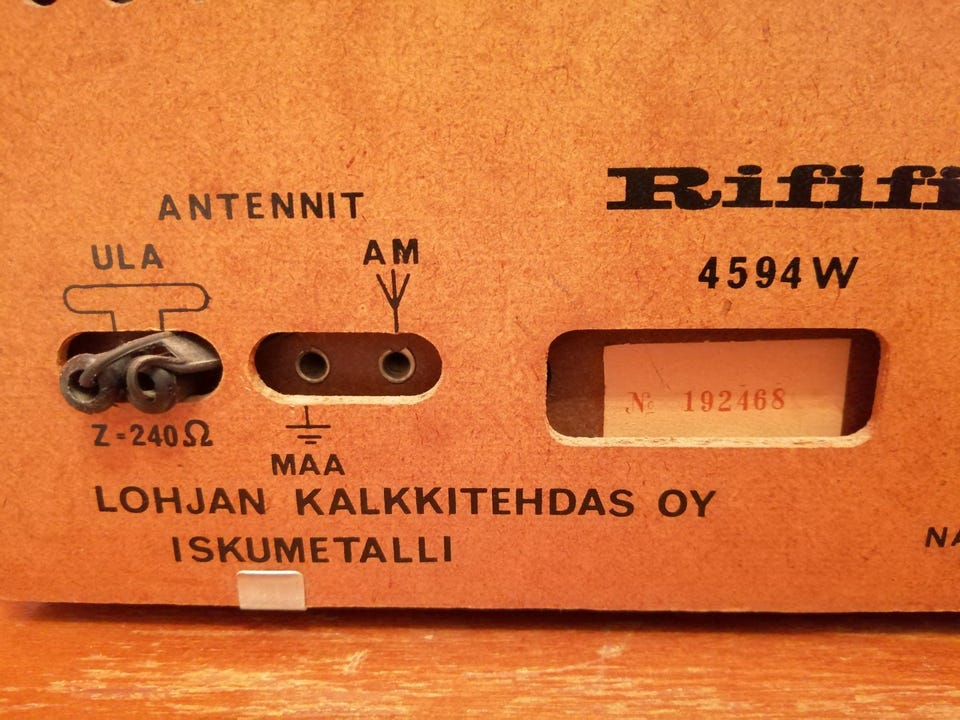 ANTENNIT
Rififi
ULA
AM
4594W
№ 192468
Z=240Ω
MAA
LOHJAN KALKKITEHDAS OY
ISKUMETALLI